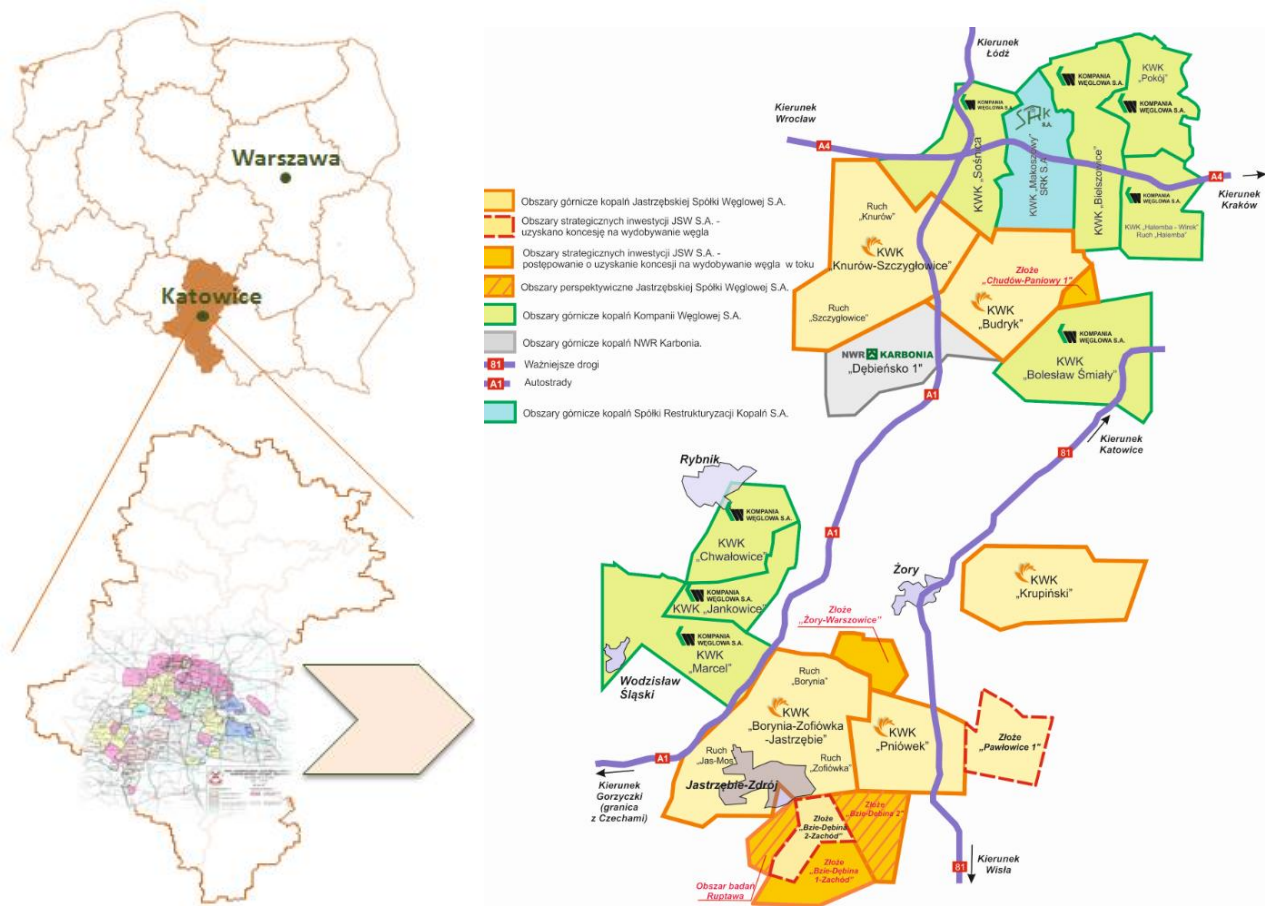 Warszawa
Katowice
Obszary górnicze kopalń Jastrzębskiej Spółki Węglowej S.A.
Obszary strategicznych inwestycji JSW S.A. -
uzyskano koncesję na wydobywanie węgla
Obszary strategicznych inwestycji JSW S.A. -
postępowanie o uzyskanie koncesji na wydobywanie węgla w toku
Obszary perspektywiczne Jastrzębskiej Spółki Węglowej S.A.
Obszary górnicze kopalń Kompanii Węglowej S.A.
Obszary górnicze kopalń NWR Karbonia.
81
Ważniejsze drogi
A1
Autostrady
Obszary górnicze kopalń Spółki Restrukturyzacji Kopalń S.A.
Kierunek
Łódź
Kierunek
Wrocław
A4
KOMPANIA
WĘGLOWA S.A.
KWK „Sośnica”
SRK
S.A.
KWK „Makoszowy”
SRK S.A.
KOMPANIA
WĘGLOWA S.A.
KWK „Bielszowice”
KWK
„Pokój”
KOMPANIA
WĘGLOWA S.A.
A4
Kierunek
Kraków
KOMPANIA
WĘGLOWA S.A.
KWK „Halemba - Wirek”
Ruch „Halemba”
Ruch
„Knurów”
KWK
„Knurów-Szczygłowice”
Ruch
„Szczygłowice”
Złoże
„Chudów-Paniowy 1”
KWK
„Budryk”
KOMPANIA
WĘGLOWA S.A.
KWK
„Bolesław Śmiały”
NWR KARBONIA
„Dębieńsko 1"
A1
Kierunek
Katowice
81
Rybnik
KOMPANIA
WĘGLOWA S.A.
KWK
„Chwałowice”
A1
KOMPANIA
WĘGLOWA S.A.
KWK „Jankowice”
KOMPANIA
WĘGLOWA S.A.
KWK
„Marcel”
Wodzisław
Śląski
Żory
KWK
„Krupiński”
Złoże
„Żory-Warszowice”
Ruch
„Borynia”
KWK
„Borynia-Zofiówka
-Jastrzębie”
Ruch
„Jas-Mos”
Ruch
„Zofiówka”
Jastrzębie-Zdrój
KWK
„Pniówek”
Złoże
„Pawłowice 1”
A1
Kierunek
Gorzyczki
(granica
z Czechami)
Złoże
„Bzie-Dębina
2-Zachód”
Złoże
„Bzie-Dębina 2”
Złoże
„Bzie-Dębina
1-Zachód”
Obszar badań
Ruptawa
81
Kierunek
Wisła